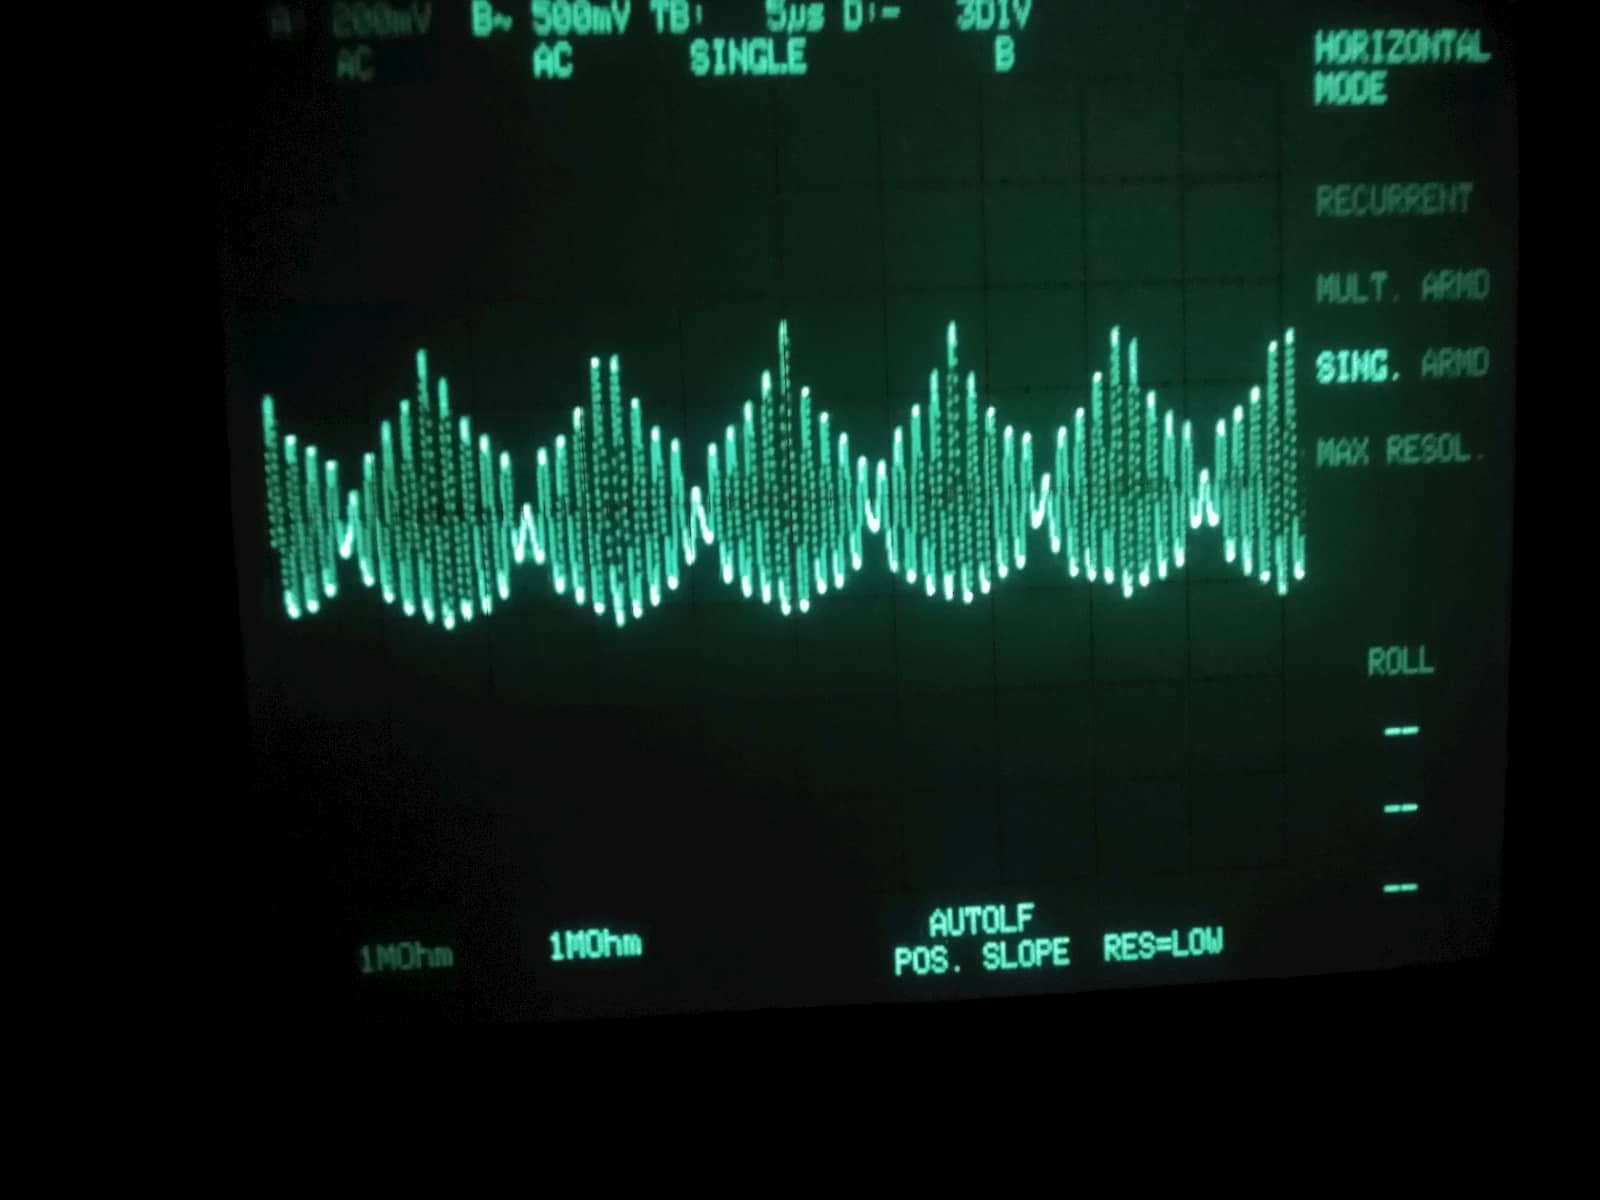 A: 200mV B~ 500mV TB: 5µs D:- 3DIV
AC AC SINGLE B
HORIZONTAL
MODE
RECURRENT
MULT. ARMD
SING. ARMD
MAX RESOL.
ROLL
--
--
--
AUTOLF
1MOhm 1MOhm POS. SLOPE RES=LOW